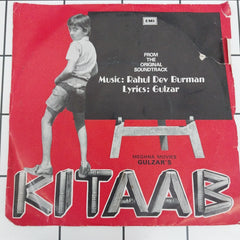 EMI
FROM
THE
ORIGINAL
SOUNDTRACK
Music: Rahul Dev Burman
Lyrics: Gulzar
MEGHNA MOVIES
GULZAR'S
KITAAB